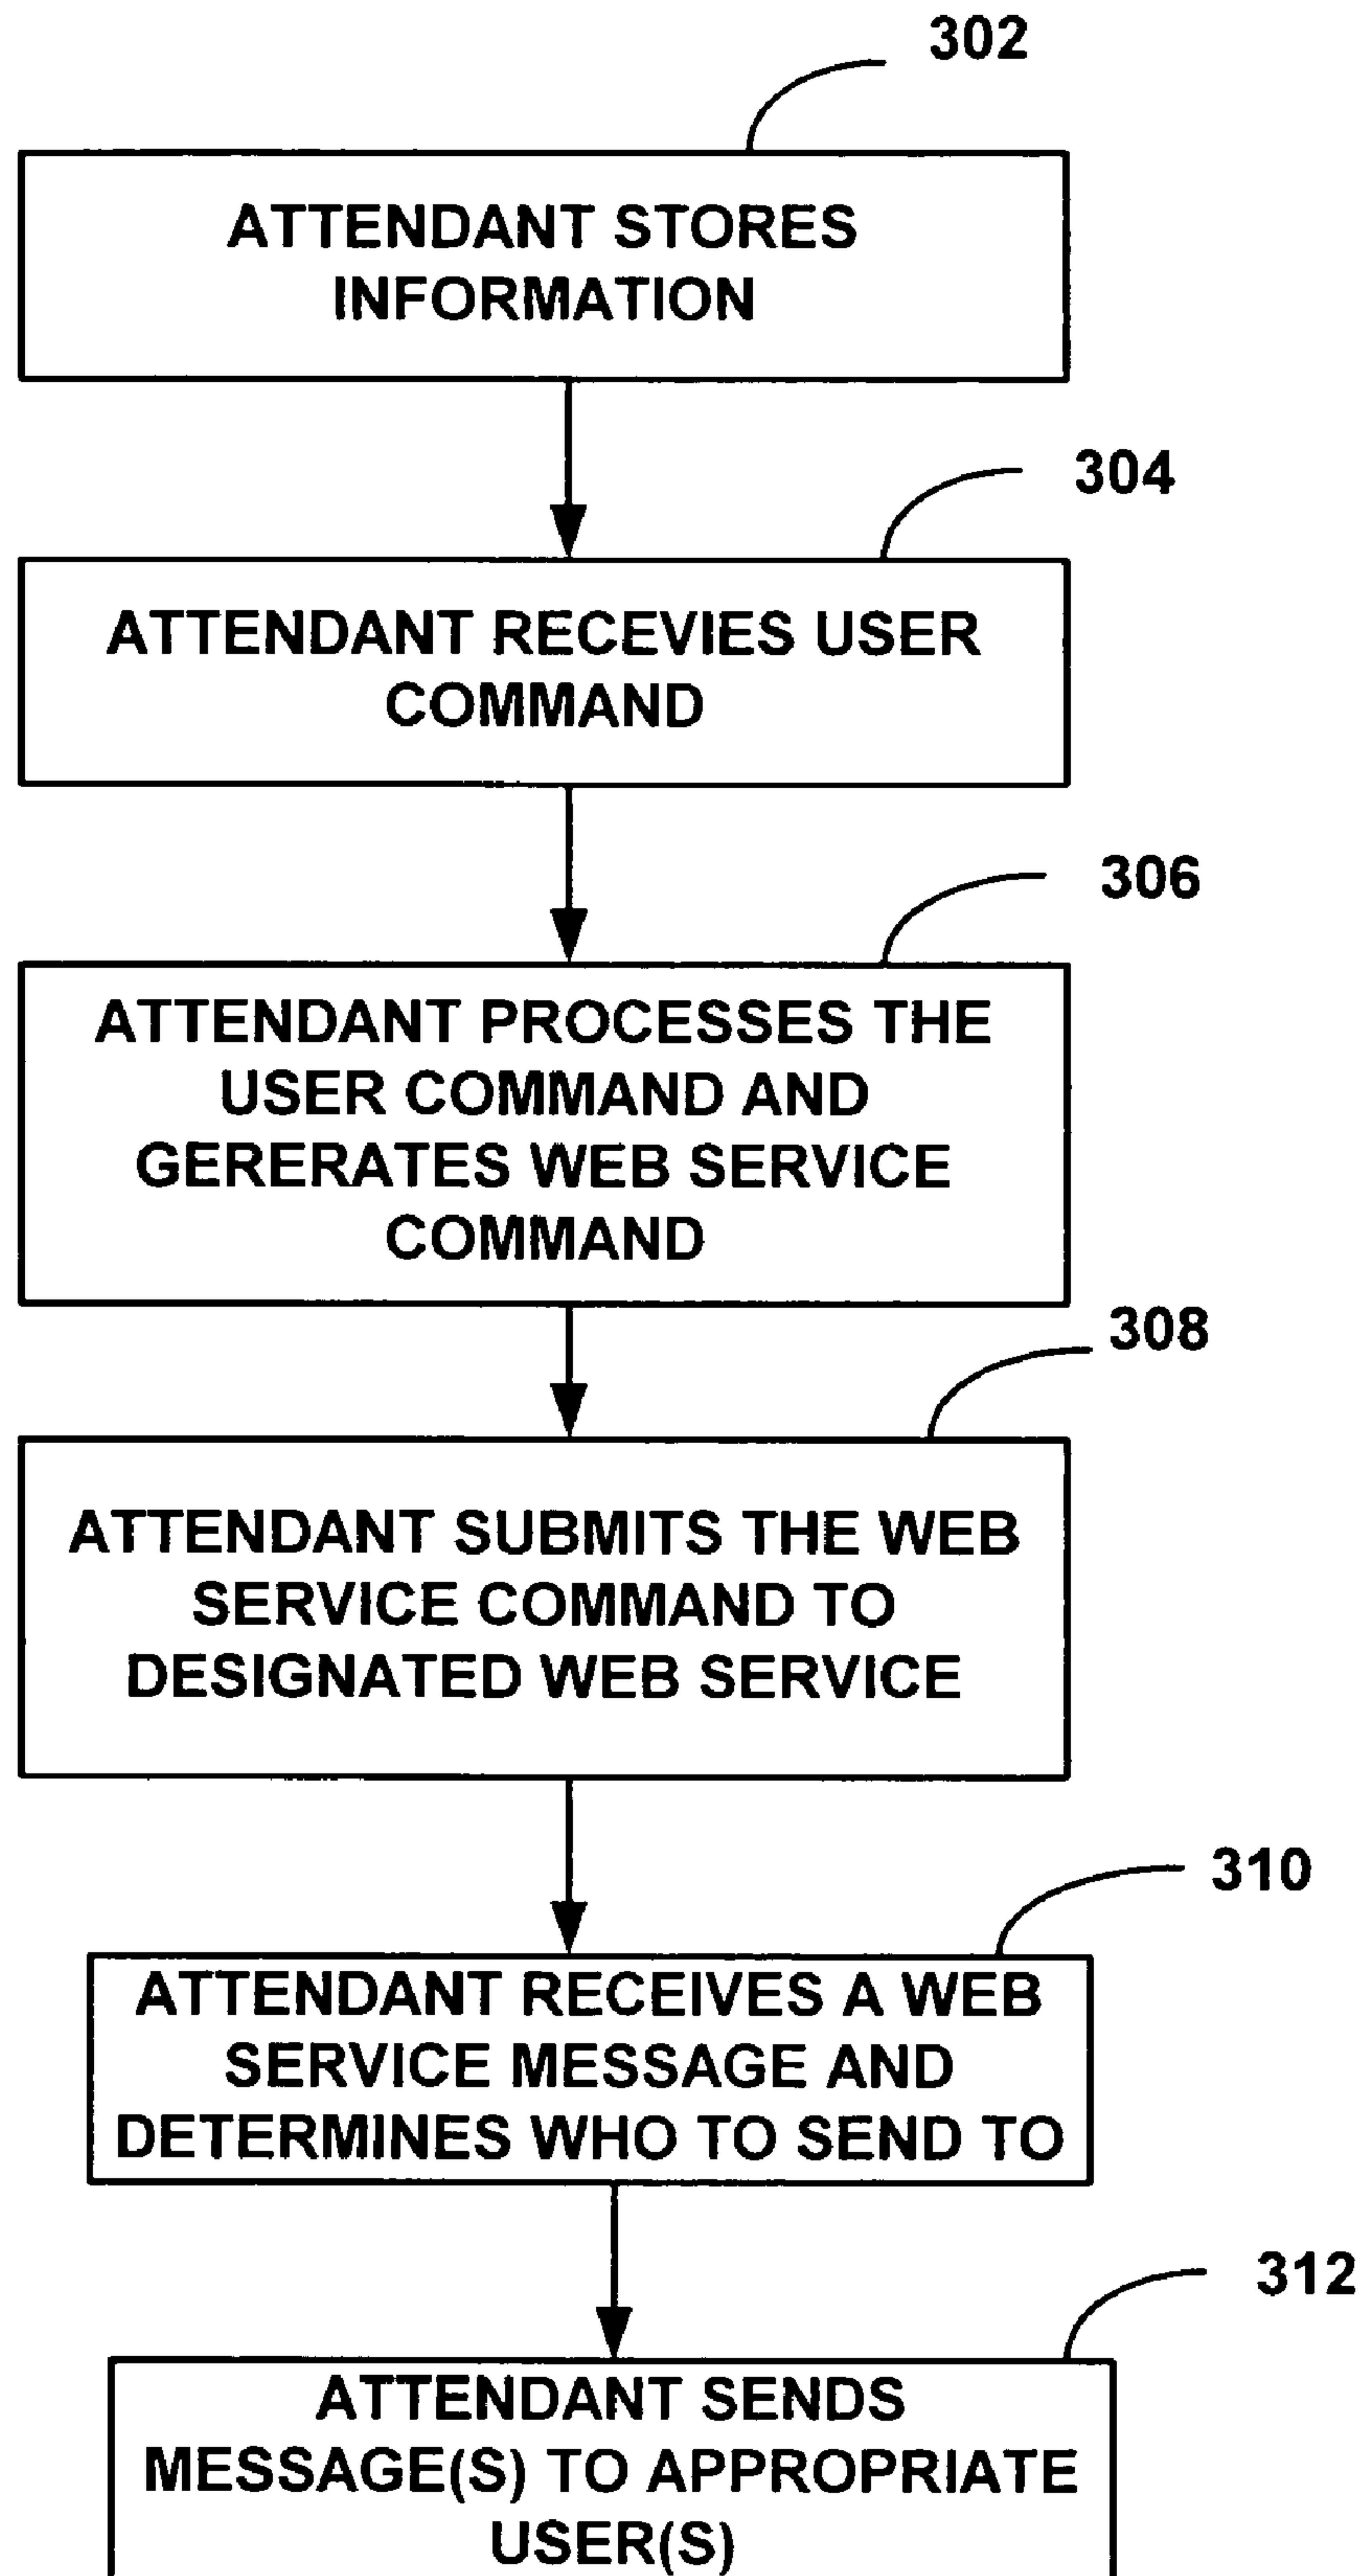 302
ATTENDANT STORES
INFORMATION
304
ATTENDANT RECEVIES USER
COMMAND
306
ATTENDANT PROCESSES THE
USER COMMAND AND
GERERATES WEB SERVICE
COMMAND
308
ATTENDANT SUBMITS THE WEB
SERVICE COMMAND TO
DESIGNATED WEB SERVICE
310
ATTENDANT RECEIVES A WEB
SERVICE MESSAGE AND
DETERMINES WHO TO SEND TO
312
ATTENDANT SENDS
MESSAGE(S) TO APPROPRIATE
USER(S)